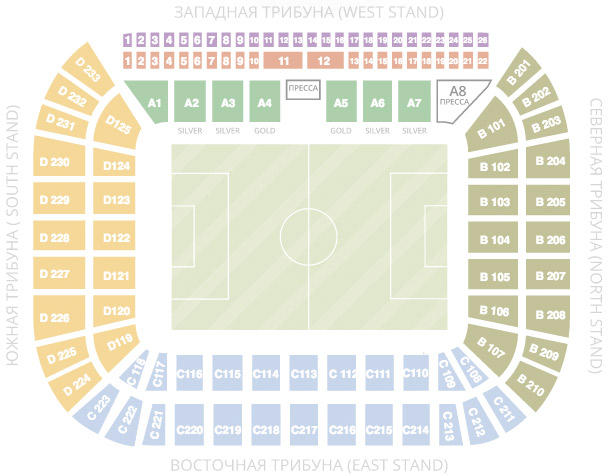 ЗАПАДНАЯ ТРИБУНА (WEST STAND)
1 2 3 4 5 6 7 8 9 10 11 12 13 14 15 16 17 18 19 20 21 22 23 24 25 26
1 2 3 4 5 6 7 8 9 10 11 12 13 14 15 16 17 18 19 20 21 22
A1 A2 A3 A4 ПРЕССА A5 A6 A7 A8 ПРЕССА
SILVER SILVER GOLD GOLD SILVER SILVER
ЮЖНАЯ ТРИБУНА ( SOUTH STAND)
D 233
D 232
D 231
D 230
D 229
D 228
D 227
D 226
D 225
D 224
D125
D124
D123
D122
D121
D120
D119
B 101
B 102
B 103
B 104
B 105
B 106
B 107
B 201
B 202
B 203
B 204
B 205
B 206
B 207
B 208
B 209
B 210
СЕВЕРНАЯ ТРИБУНА (NORTH STAND)
C 118 C117 C116 C115 C114 C113 C 112 C111 C110 C 109 C 108
C 223 C 222 C 221 C220 C219 C218 C217 C216 C215 C214 C 213 C 212 C 211
ВОСТОЧНАЯ ТРИБУНА (EAST STAND)